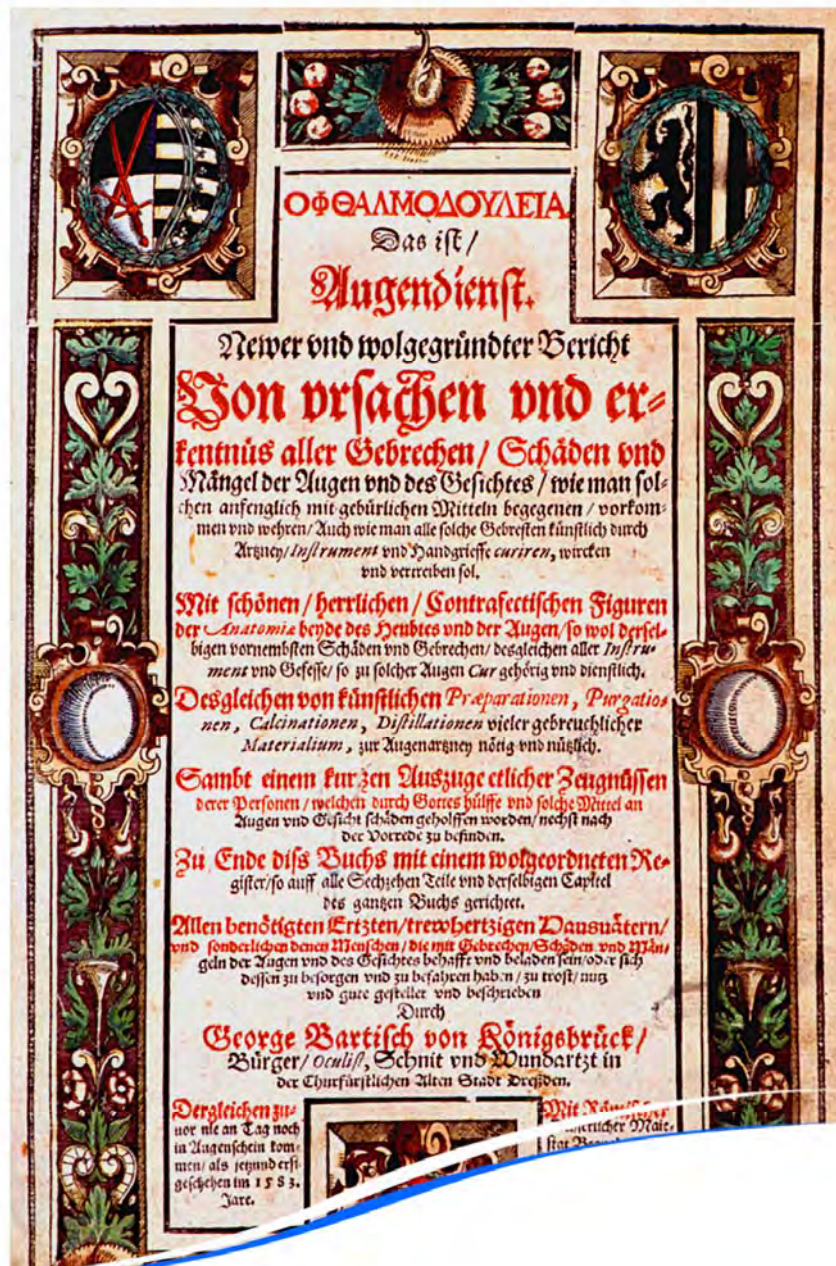 ΟΦΘΑΛΜΟΔΟΥΛΕΙΑ.
Das ist/
Augendienst.
Newer vnd wolgegründter Bericht
Von vrsachen vnd er⸗
kentnüs aller Gebrechen/ Schäden vnd
Mängel der Augen vnd des Gesichtes/ wie man sol⸗
chen anfenglich mit gebürlichen Mitteln begegenen/ vorkom⸗
men vnd wehren/ Auch wie man alle solche Gebresten künstlich durch
Artzney/ Instrument vnd Handgrieffe curiren, wircken
vnd vertreiben sol.
Mit schönen/ herrlichen/ Contrafectischen Figuren
der Anatomia beyde des Heubtes vnd der Augen/ so wol dersel⸗
bigen vornembsten Schäden vnd Gebrechen/ desgleichen aller Instru⸗
ment vnd Gefesse/ so zu solcher Augen Cur gehörig vnd dienstlich.
Desgleichen von künstlichen Præparationen, Purgatio⸗
nen, Calcinationen, Distillationen vieler gebreuchlicher
Materialium, zur Augenartzney nötig vnd nützlich.
Sambt einem kurzen Auszuge etlicher Zeugnüssen
derer Personen/ welchen durch Gottes hülffe vnd solche Mittel an
Augen vnd Gesicht schäden geholffen worden/ nechst nach
der Vorrede zu befinden.
Zu Ende diss Buchs mit einem wolgeordneten Re⸗
gister/ so auff alle Sechzehen Teile vnd derselbigen Capitel
des gantzen Buchs gerichtet.
Allen benötigten Ertzten/ trewhertzigen Hausuätern/
vnd sonderlichen denen Menschen/ die mit Gebrechen/ Schäden vnd Män⸗
geln der Augen vnd des Gesichtes behafft vnd beladen sein/ oder sich
dessen zu besorgen vnd zu befahren haben/ zu trost/ nutz
vnd gute gestellet vnd beschrieben
Durch
George Bartisch von Königsbrück/
Bürger/ Oculist, Schnit vnd Wundartzt in
der Churfürstlichen Alten Stadt Dreßden.
Dergleichen zu⸗
uor nie an Tag noch
in Augenschein kom⸗
men/ als jetzund erst
geschehen im 1583.
Jare.
Mit
Maie⸗
stat